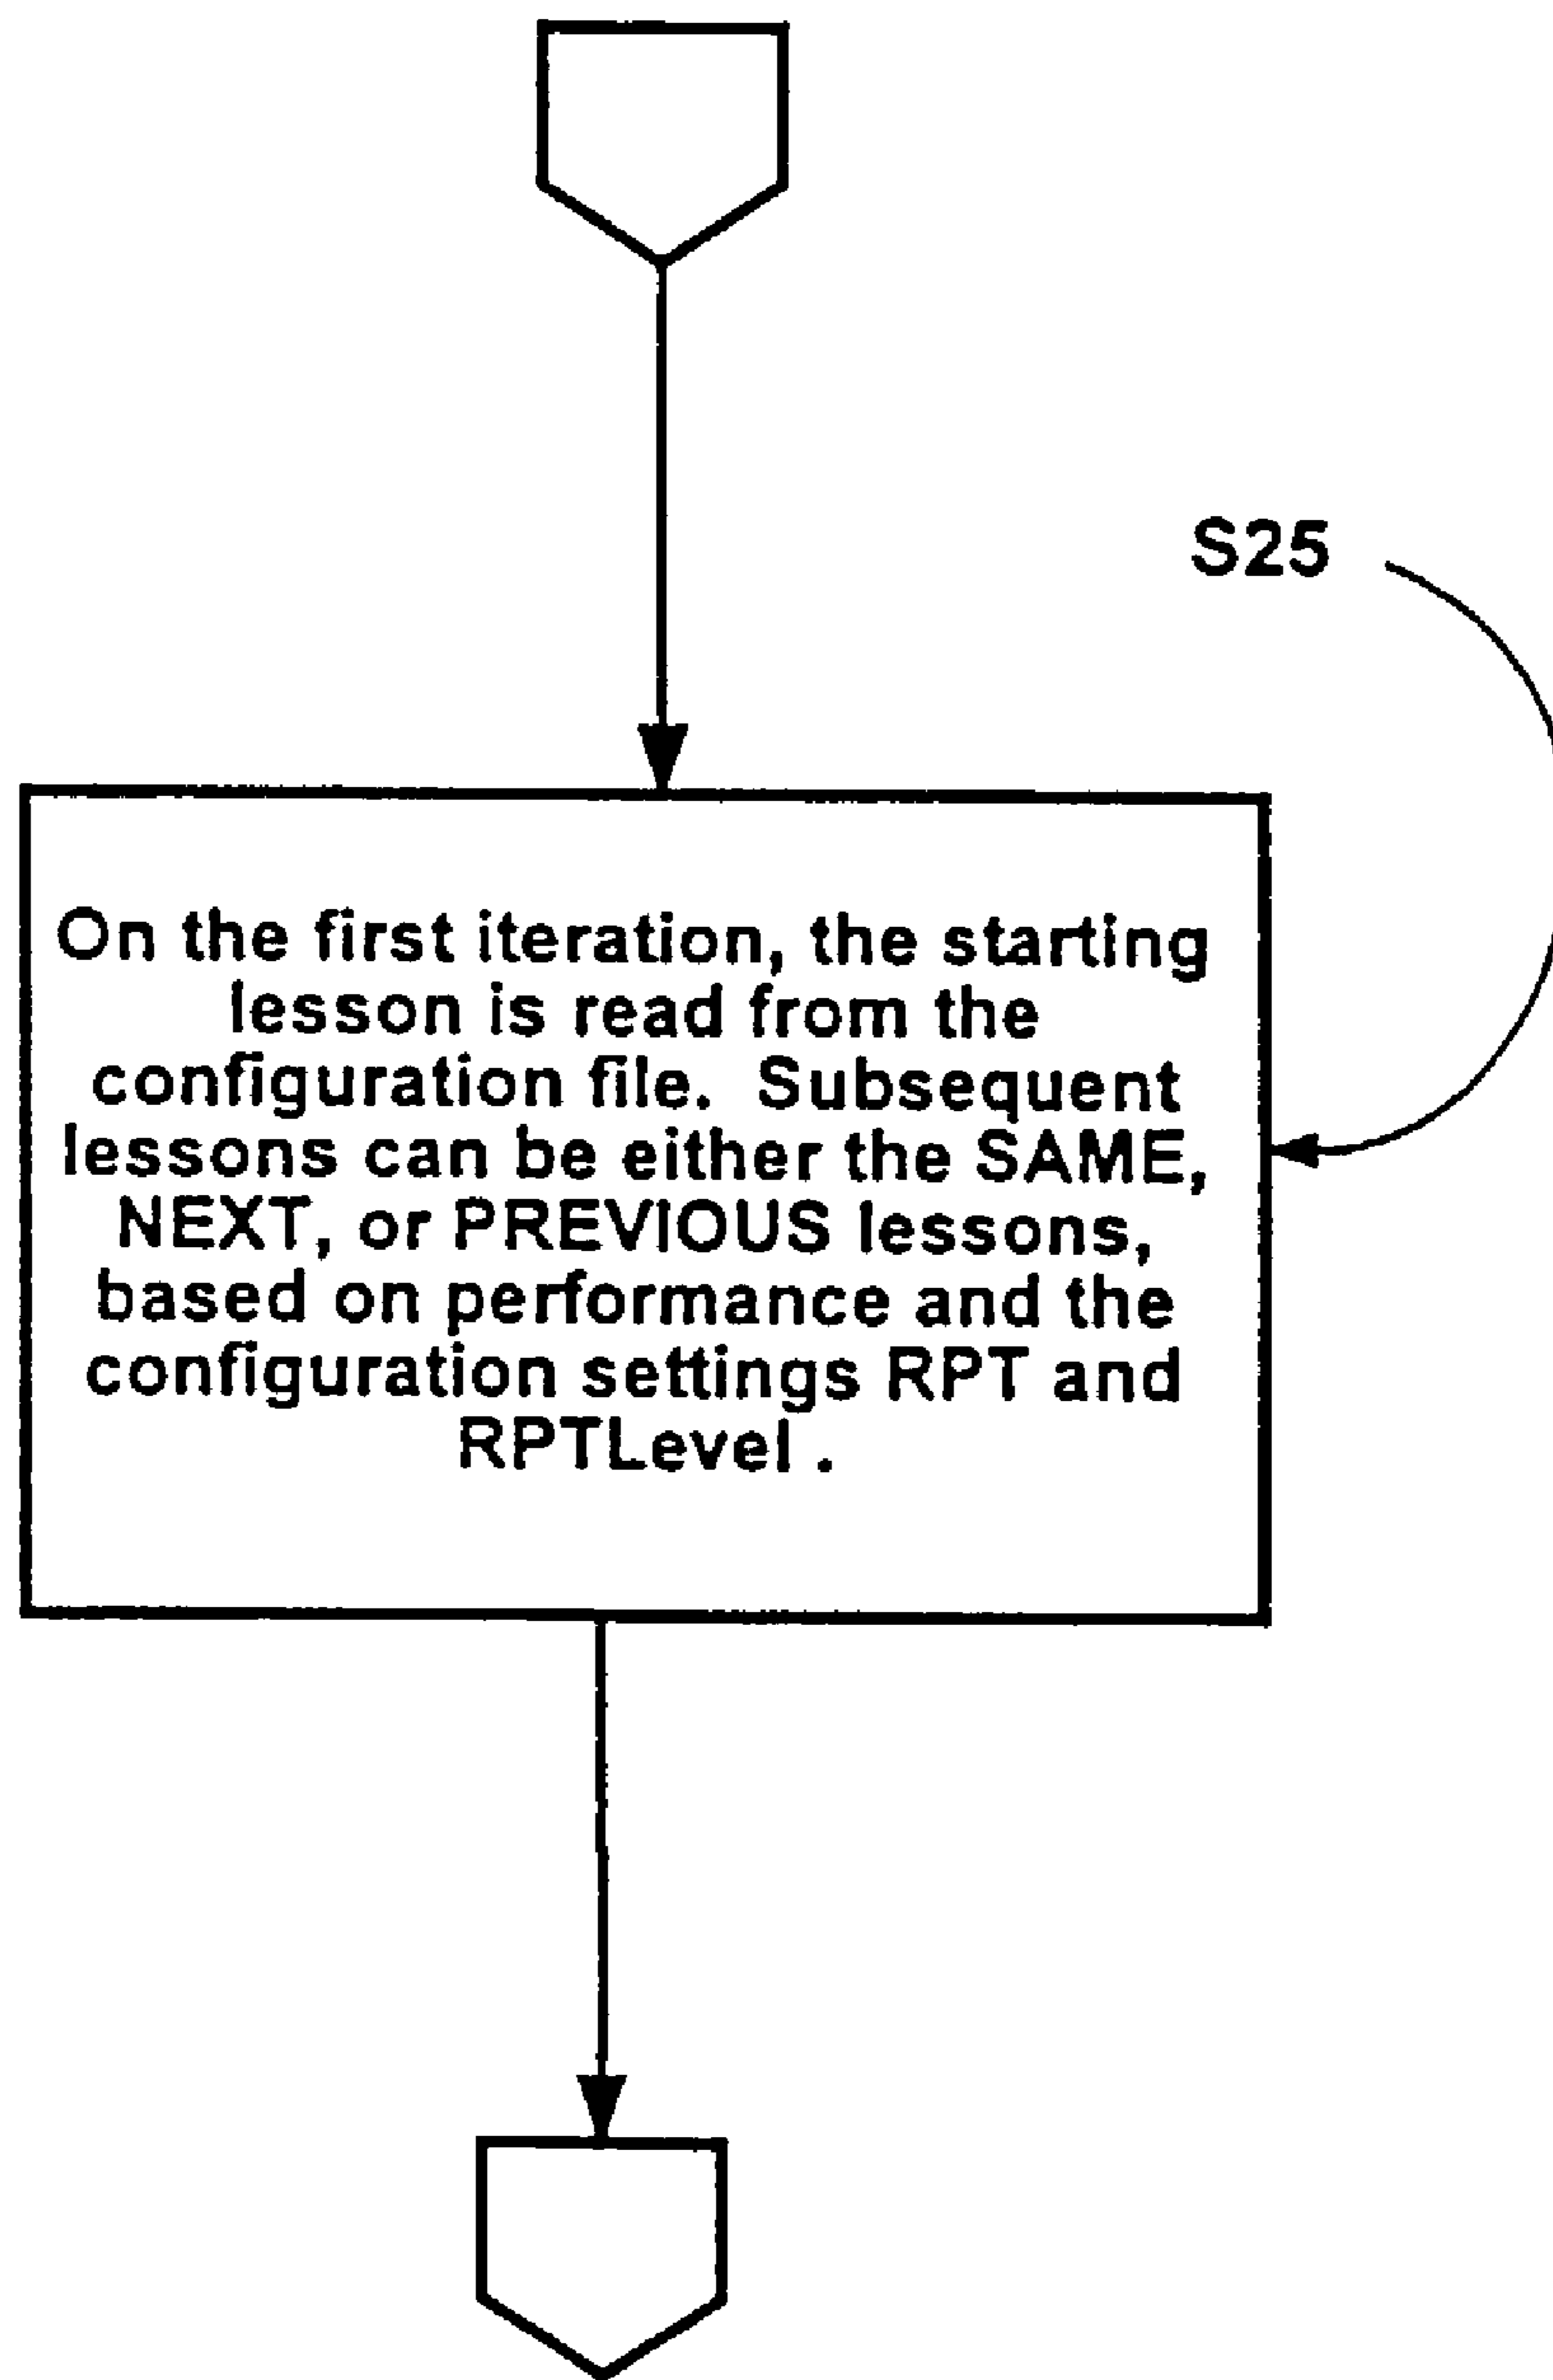 S25
On the first iteration, the starting
lesson is read from the
configuration file.  Subsequent
lessons can be either the SAME,
NEXT, or PREVIOUS lessons,
based on performance and the
configuration settings RPT and
RPTLevel .